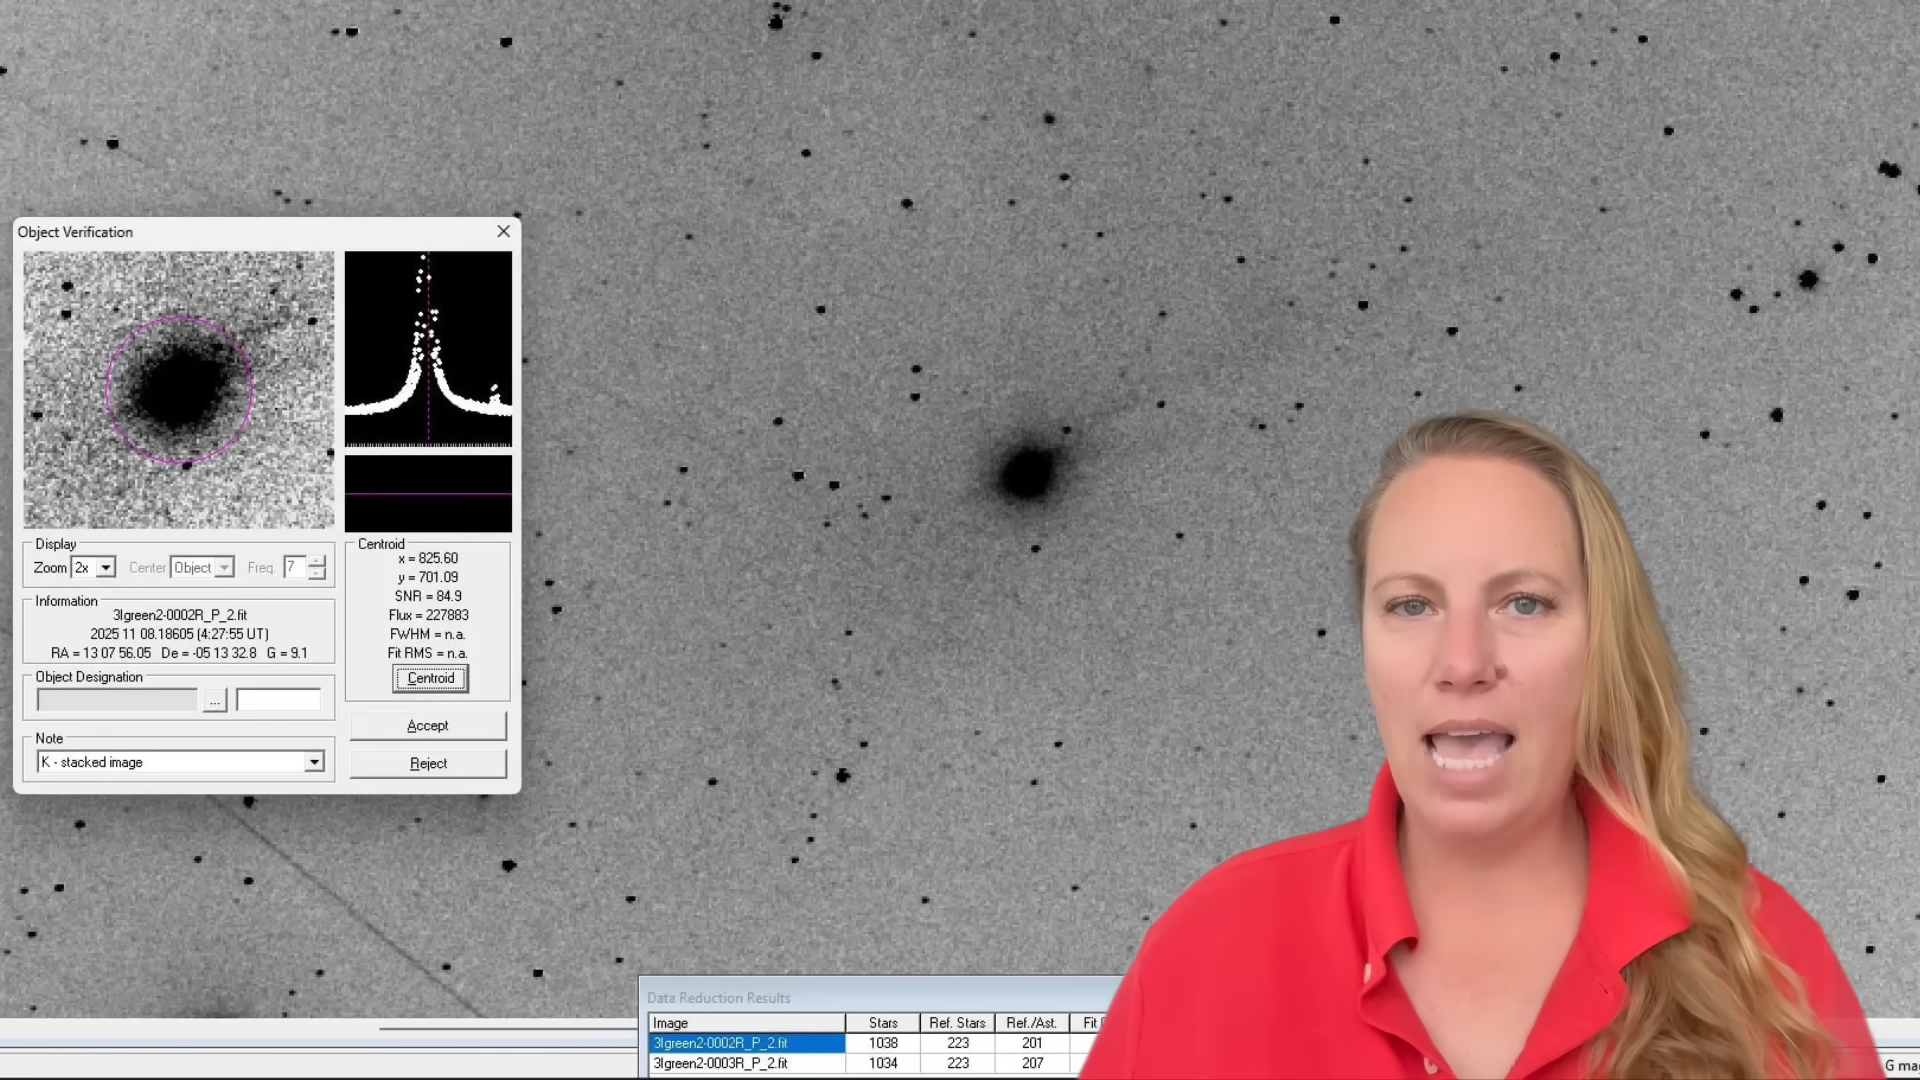 Object Verification
Display
Zoom 2x Center Object Freq. 7
Information
3Igreen2-0002R_P_2.fit
2025 11 08.18605 (4:27:55 UT)
RA = 13 07 56.05 De = -05 13 32.8 G = 9.1
Object Designation
...
Note
K - stacked image
Centroid
x = 825.60
y = 701.09
SNR = 84.9
Flux = 227883
FWHM = n.a.
Fit RMS = n.a.
Centroid
Accept
Reject
Data Reduction Results
Image Stars Ref. Stars Ref./Ast. Fit
3Igreen2-0002R_P_2.fit 1038 223 201
3Igreen2-0003R_P_2.fit 1034 223 207
G